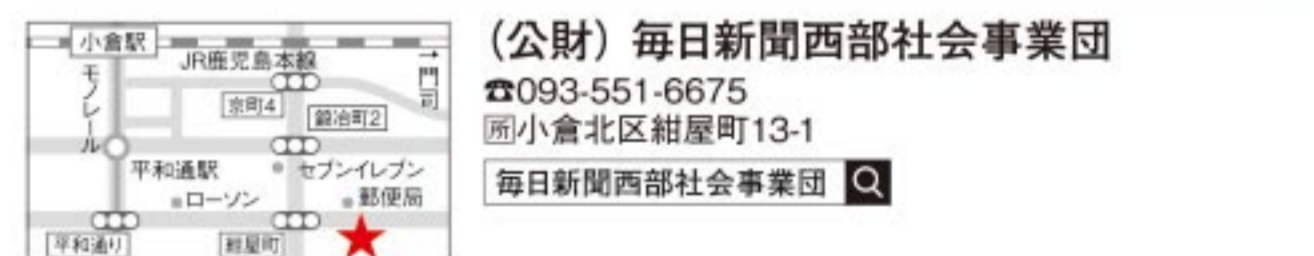 小倉駅
JR鹿児島本線
→門司
モノレール
京町4
鍛冶町2
平和通駅
セブンイレブン
ローソン
郵便局
平和通り
紺屋町
（公財）毎日新聞西部社会事業団
☎093-551-6675
所小倉北区紺屋町13-1
毎日新聞西部社会事業団